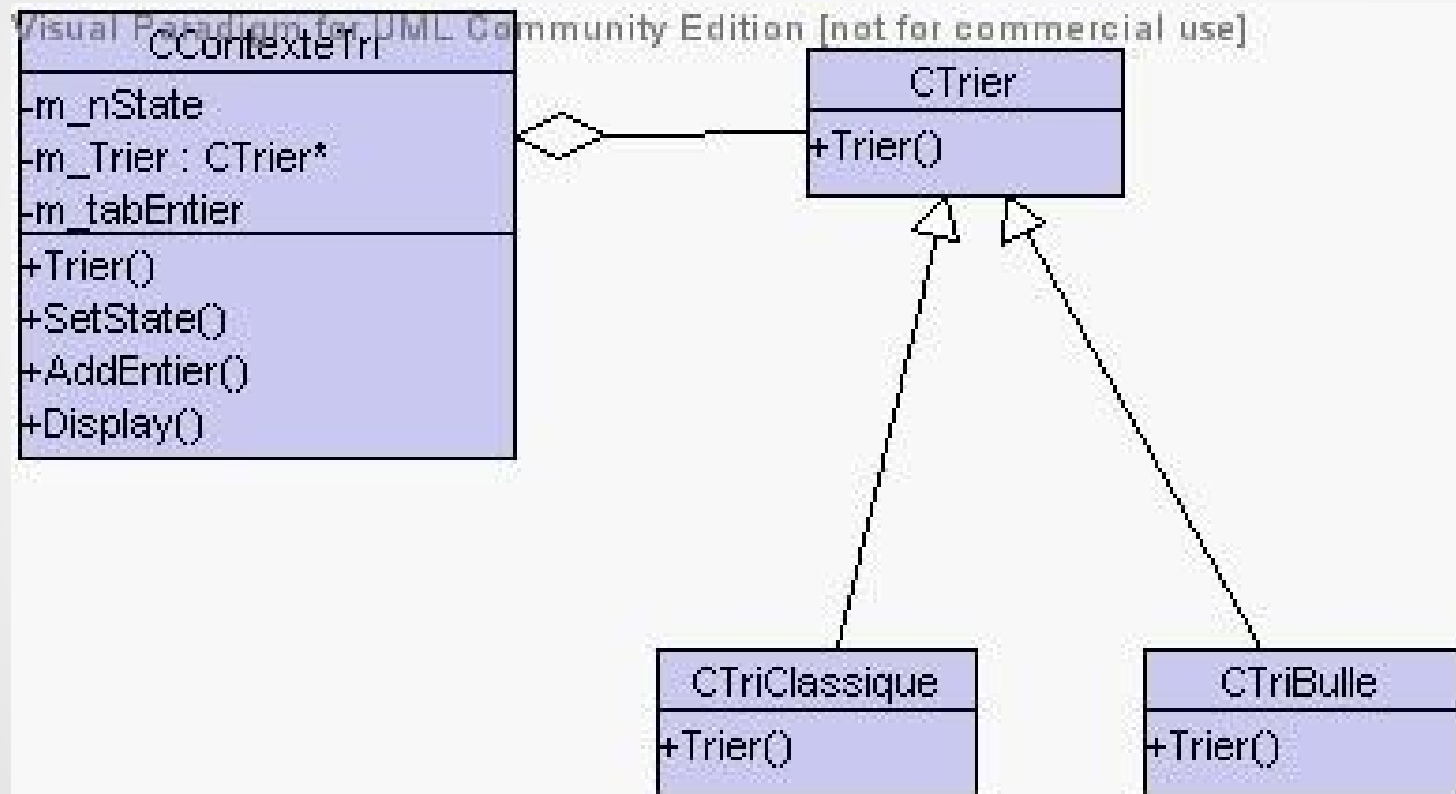 Visual Paradigm for UML Community Edition [not for commercial use]
CContexteTri
-m_nState
-m_Trier : CTrier*
-m_tabEntier
+Trier()
+SetState()
+AddEntier()
+Display()
CTrier
+Trier()
CTriClassique
+Trier()
CTriBulle
+Trier()